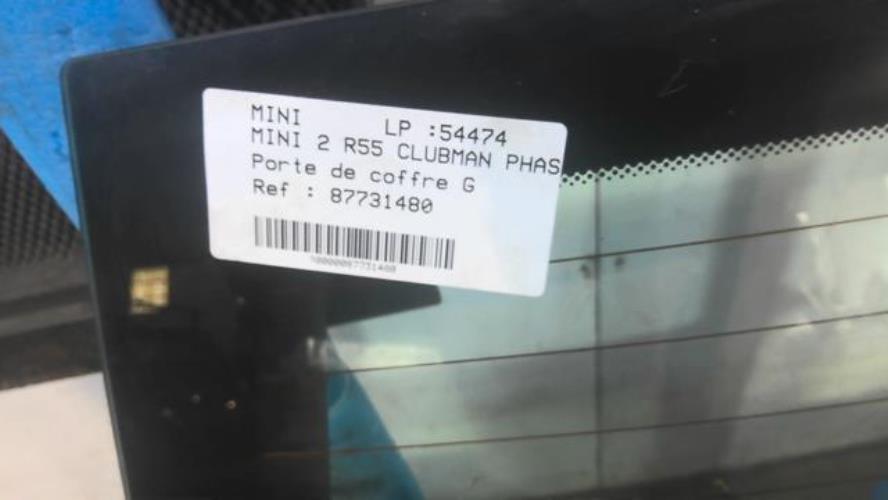 MINI LP :54474
MINI 2 R55 CLUBMAN PHAS
Porte de coffre G
Ref : 87731480